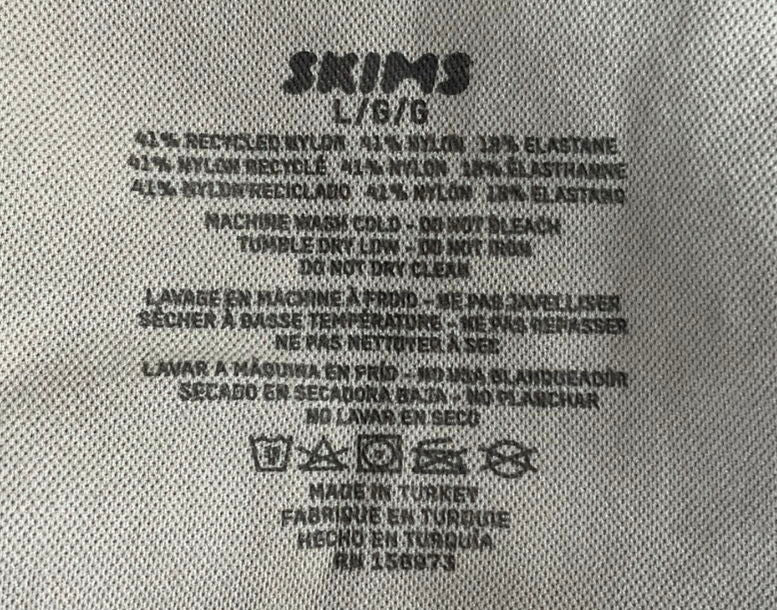 SKIMS
L/G/G
41% RECYCLED NYLON 41% NYLON 18% ELASTANE
41% NYLON RECYCLÉ 41% NYLON 18% ÉLASTHANNE
41% NYLON RECICLADO 41% NYLON 18% ELASTANO
MACHINE WASH COLD - DO NOT BLEACH
TUMBLE DRY LOW - DO NOT IRON
DO NOT DRY CLEAN
LAVAGE EN MACHINE À FROID - NE PAS JAVELLISER
SÉCHER À BASSE TEMPÉRATURE - NE PAS REPASSER
NE PAS NETTOYER À SEC
LAVAR A MÁQUINA EN FRÍO - NO USA BLANQUEADOR
SECADO EN SECADORA BAJA - NO PLANCHAR
NO LAVAR EN SECO
30
MADE IN TURKEY
FABRIQUE EN TURQUIE
HECHO EN TURQUÍA
RN 156973